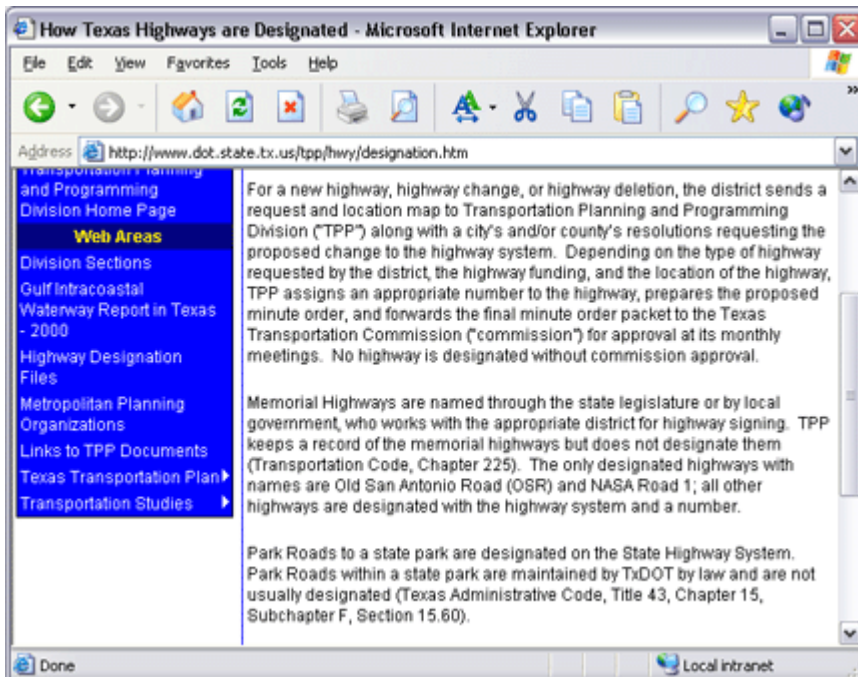 How Texas Highways are Designated - Microsoft Internet Explorer
File Edit View Favorites Tools Help
Address http://www.dot.state.tx.us/tpp/hwy/designation.htm
Transportation Planning
and Programming
Division Home Page
Web Areas
Division Sections
Gulf Intracoastal
Waterway Report in Texas
- 2000
Highway Designation
Files
Metropolitan Planning
Organizations
Links to TPP Documents
Texas Transportation Plan
Transportation Studies
For a new highway, highway change, or highway deletion, the district sends a
request and location map to Transportation Planning and Programming
Division ("TPP") along with a city's and/or county's resolutions requesting the
proposed change to the highway system. Depending on the type of highway
requested by the district, the highway funding, and the location of the highway,
TPP assigns an appropriate number to the highway, prepares the proposed
minute order, and forwards the final minute order packet to the Texas
Transportation Commission ("commission") for approval at its monthly
meetings. No highway is designated without commission approval.
Memorial Highways are named through the state legislature or by local
government, who works with the appropriate district for highway signing. TPP
keeps a record of the memorial highways but does not designate them
(Transportation Code, Chapter 225). The only designated highways with
names are Old San Antonio Road (OSR) and NASA Road 1; all other
highways are designated with the highway system and a number.
Park Roads to a state park are designated on the State Highway System.
Park Roads within a state park are maintained by TxDOT by law and are not
usually designated (Texas Administrative Code, Title 43, Chapter 15,
Subchapter F, Section 15.60).
Done
Local intranet